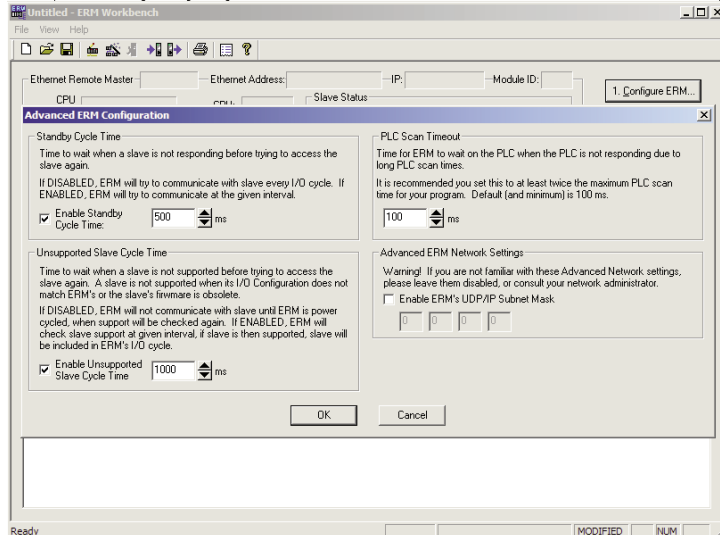 Untitled - ERM Workbench
File View Help
Ethernet Remote Master
Ethernet Address:
IP:
Module ID:
1. Configure ERM...
CPU
CPU:
Slave Status
Advanced ERM Configuration
Standby Cycle Time
Time to wait when a slave is not responding before trying to access the
slave again.
If DISABLED, ERM will try to communicate with slave every I/O cycle. If
ENABLED, ERM will communicate at the given interval.
Enable Standby
Cycle Time:
500
ms
PLC Scan Timeout
Time for ERM to wait on the PLC when the PLC is not responding due to
long PLC scan times.
It is recommended you set this to at least twice the maximum PLC scan
time for your program. Default (and minimum) is 100 ms.
100
ms
Unsupported Slave Cycle Time
Time to wait when a slave is not supported before trying to access the
slave again. A slave is not supported when its I/O Configuration does not
match ERM's or the slave's firmware is obsolete.
If DISABLED, ERM will not communicate with slave until ERM is power
cycled, when support will be checked again. If ENABLED, ERM will
check slave support at given interval, if slave is then supported, slave will
be included in ERM's I/O cycle.
Enable Unsupported
Slave Cycle Time
1000
ms
Advanced ERM Network Settings
Warning! If you are not familiar with these Advanced Network settings,
please leave them disabled, or consult your network administrator.
Enable ERM's UDP/IP Subnet Mask
0 0 0 0
OK
Cancel
Ready
MODIFIED
NUM